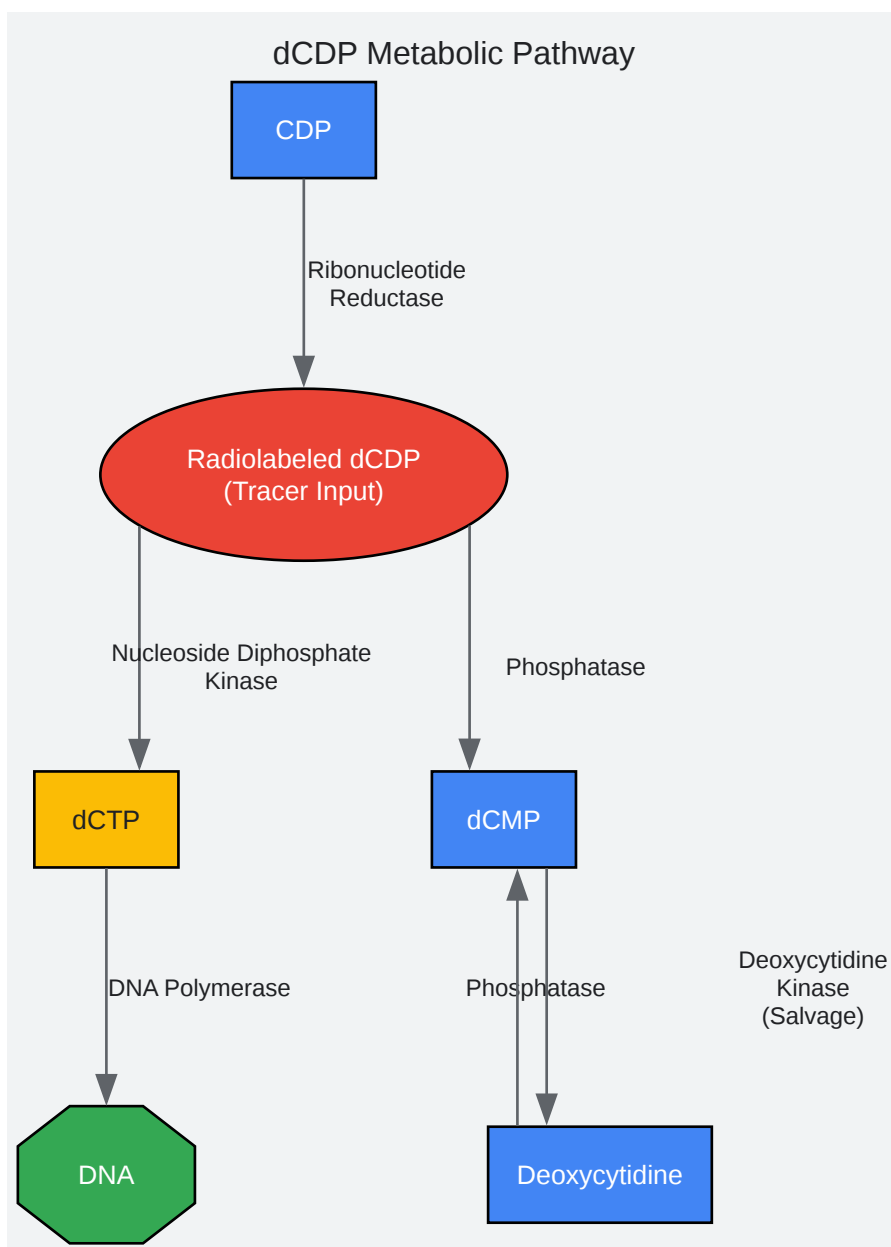 dCDP Metabolic Pathway
CDP
Ribonucleotide
Reductase
Radiolabeled dCDP
(Tracer Input)
Nucleoside Diphosphate
Kinase
Phosphatase
dCTP
dCMP
DNA Polymerase
Phosphatase
Deoxycytidine
Kinase
(Salvage)
DNA
Deoxycytidine